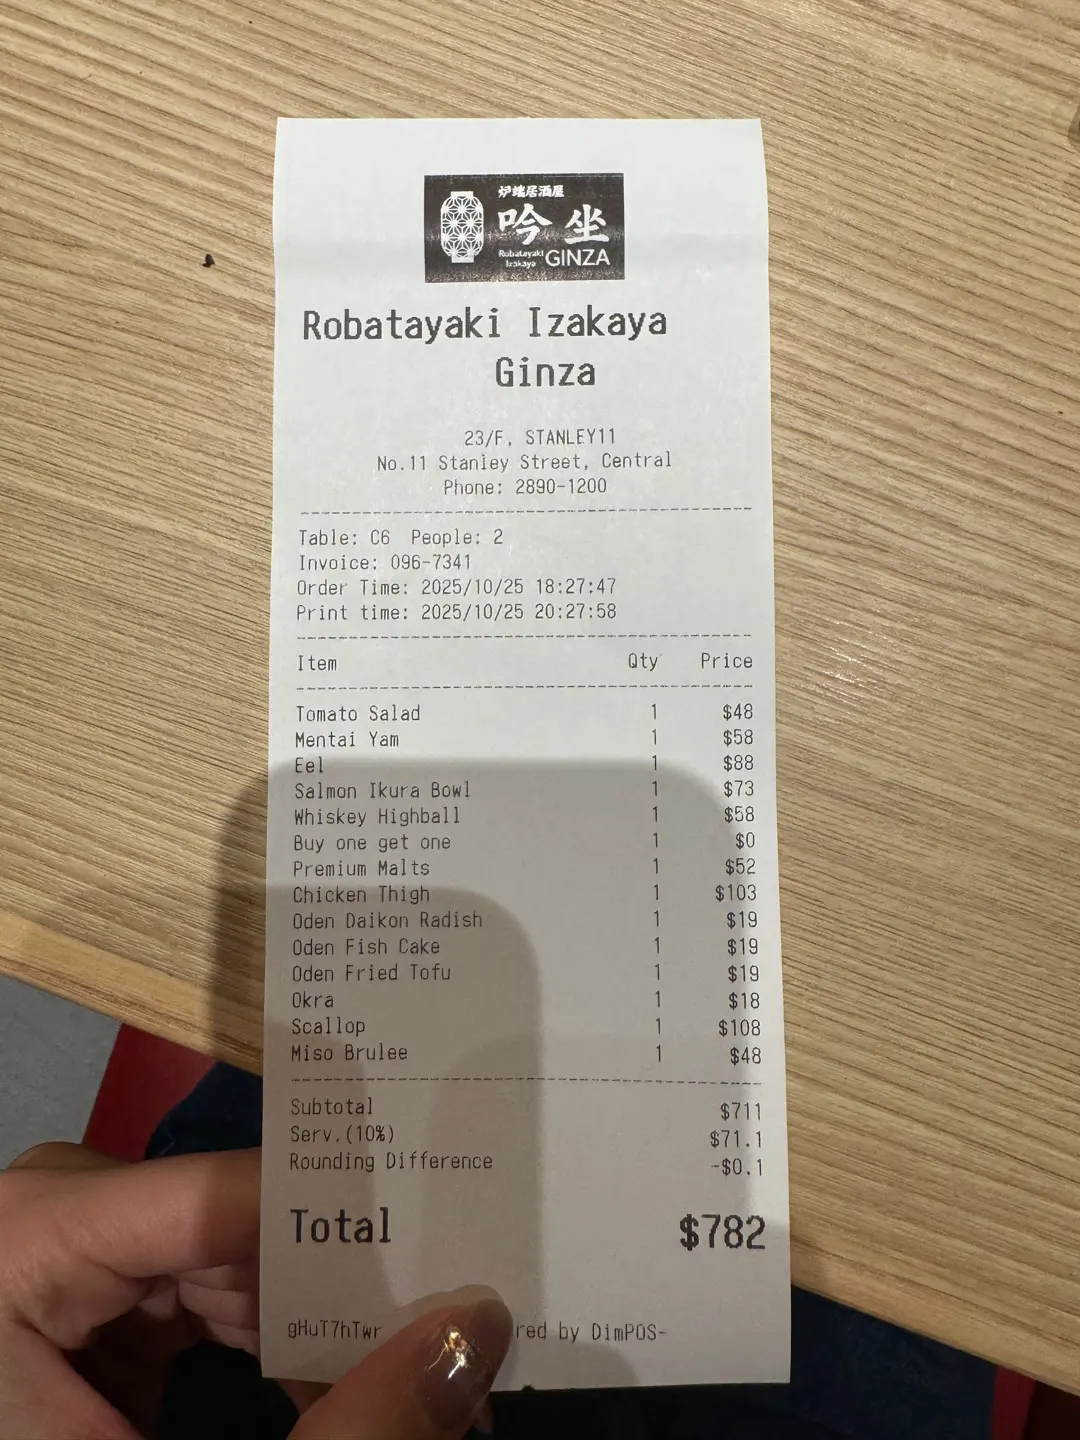 炉端居酒屋
吟坐
Robatayaki
Izakaya GINZA
Robatayaki Izakaya
Ginza
23/F, STANLEY11
No.11 Stanley Street, Central
Phone: 2890-1200
Table: C6 People: 2
Invoice: 096-7341
Order Time: 2025/10/25 18:27:47
Print time: 2025/10/25 20:27:58
Item Qty Price
Tomato Salad 1 $48
Mentai Yam 1 $58
Eel 1 $88
Salmon Ikura Bowl 1 $73
Whiskey Highball 1 $58
Buy one get one 1 $0
Premium Malts 1 $52
Chicken Thigh 1 $103
Oden Daikon Radish 1 $19
Oden Fish Cake 1 $19
Oden Fried Tofu 1 $19
Okra 1 $18
Scallop 1 $108
Miso Brulee 1 $48
Subtotal $711
Serv.(10%) $71.1
Rounding Difference -$0.1
Total $782
gHuT7hTwr red by DimPOS-